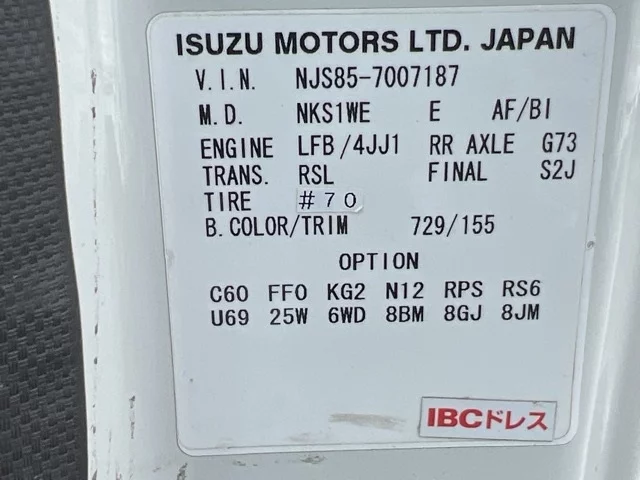 ISUZU MOTORS LTD. JAPAN
V.I.N. NJS85-7007187
M.D. NKS1WE E AF/BI
ENGINE LFB/4JJ1 RR AXLE G73
TRANS. RSL FINAL S2J
TIRE #70
B.COLOR/TRIM 729/155
OPTION
C60 FF0 KG2 N12 RPS RS6
U69 25W 6WD 8BM 8GJ 8JM
IBCドレス